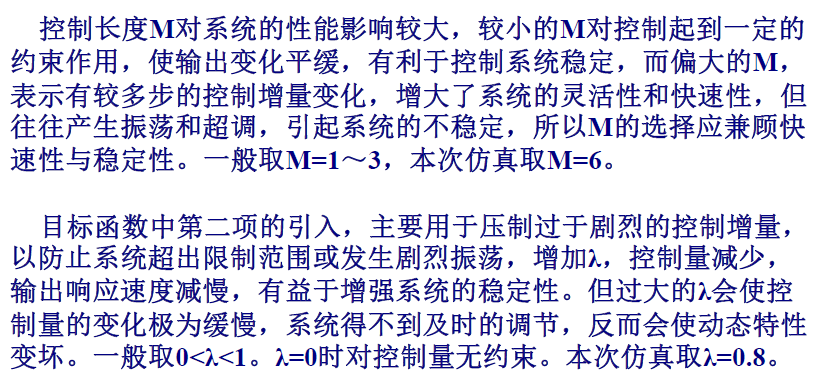 控制长度M对系统的性能影响较大，较小的M对控制起到一定的
约束作用，使输出变化平缓，有利于控制系统稳定，而偏大的M，
表示有较多步的控制增量变化，增大了系统的灵活性和快速性，但
往往产生振荡和超调，引起系统的不稳定，所以M的选择应兼顾快
速性与稳定性。一般取M=1～3，本次仿真取M=6。
目标函数中第二项的引入，主要用于压制过于剧烈的控制增量，
以防止系统超出限制范围或发生剧烈振荡，增加λ，控制量减少，
输出响应速度减慢，有益于增强系统的稳定性。但过大的λ会使控
制量的变化极为缓慢，系统得不到及时的调节，反而会使动态特性
变坏。一般取0<λ<1。λ=0时对控制量无约束。本次仿真取λ=0.8。